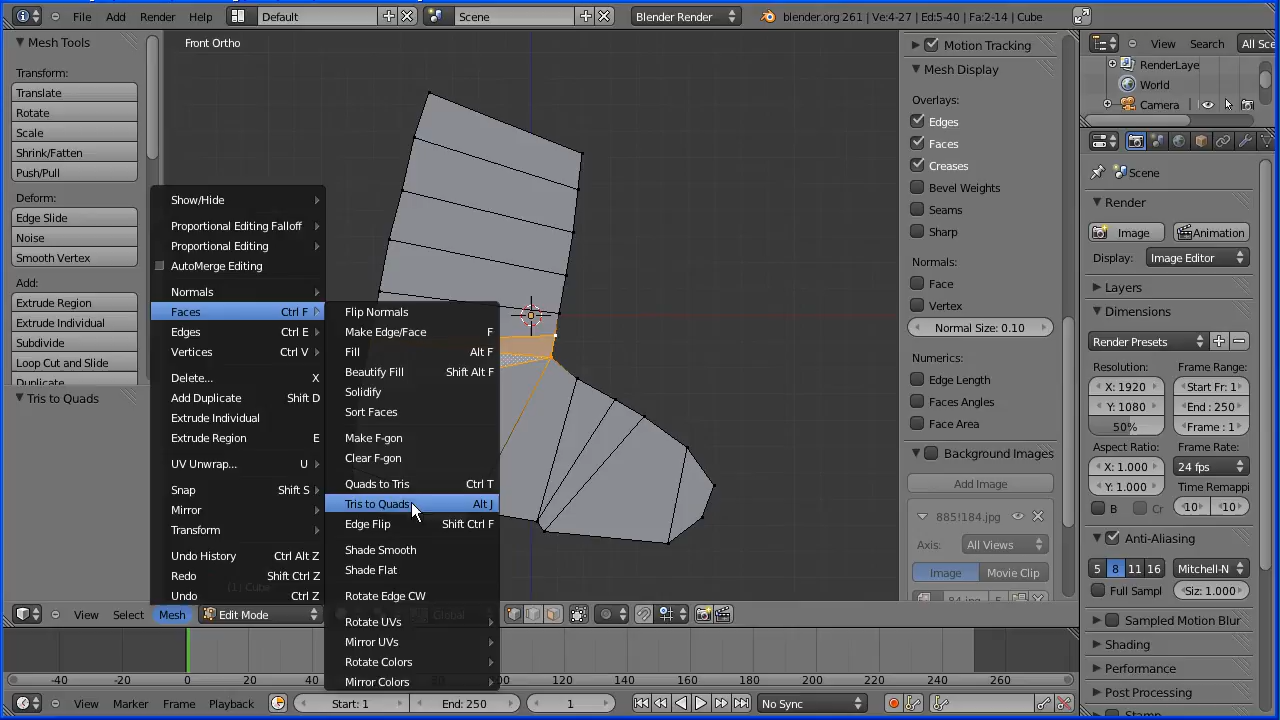 File Add Render Help Default Scene Blender Render blender.org 261 | Ve:4-27 | Ed:5-40 | Fa:2-14 | Cube
Mesh Tools
Transform:
Translate
Rotate
Scale
Shrink/Fatten
Push/Pull
Deform:
Edge Slide
Noise
Smooth Vertex
Add:
Extrude Region
Extrude Individual
Subdivide
Loop Cut and Slide
Duplicate
Tris to Quads
Front Ortho
Show/Hide
Proportional Editing Falloff
Proportional Editing
AutoMerge Editing
Normals
Faces Ctrl F
Edges Ctrl E
Vertices Ctrl V
Delete... X
Add Duplicate Shift D
Extrude Individual
Extrude Region E
UV Unwrap... U
Snap Shift S
Mirror
Transform
Undo History Ctrl Alt Z
Redo Shift Ctrl Z
Undo Ctrl Z
Flip Normals
Make Edge/Face F
Fill Alt F
Beautify Fill Shift Alt F
Solidify
Sort Faces
Make F-gon
Clear F-gon
Quads to Tris Ctrl T
Tris to Quads Alt J
Edge Flip Shift Ctrl F
Shade Smooth
Shade Flat
Rotate Edge CW
Rotate UVs
Mirror UVs
Rotate Colors
Mirror Colors
(1) Cube
View Select Mesh Edit Mode Global
Motion Tracking
Mesh Display
Overlays:
Edges
Faces
Creases
Bevel Weights
Seams
Sharp
Normals:
Face
Vertex
Normal Size: 0.10
Numerics:
Edge Length
Faces Angles
Face Area
Background Images
Add Image
885!184.jpg
Axis: All Views
Image Movie Clip
View Search All Sce
RenderLaye
World
Camera
Scene
Render
Image Animation
Display: Image Editor
Layers
Dimensions
Render Presets
Resolution: Frame Range:
X: 1920 Start Fr: 1
Y: 1080 End : 250
50% Frame : 1
Aspect Ratio: Frame Rate:
X: 1.000 24 fps
Y: 1.000 Time Remappi
B Cr 10 10
Anti-Aliasing
5 8 11 16 Mitchell-N
Full Sampl Size: 1.000
Sampled Motion Blur
Shading
Performance
Post Processing
Stamp
-40 -20 0 20 100 120 140 160 180 200 220 240 260
View Marker Frame Playback Start: 1 End: 250 1 No Sync